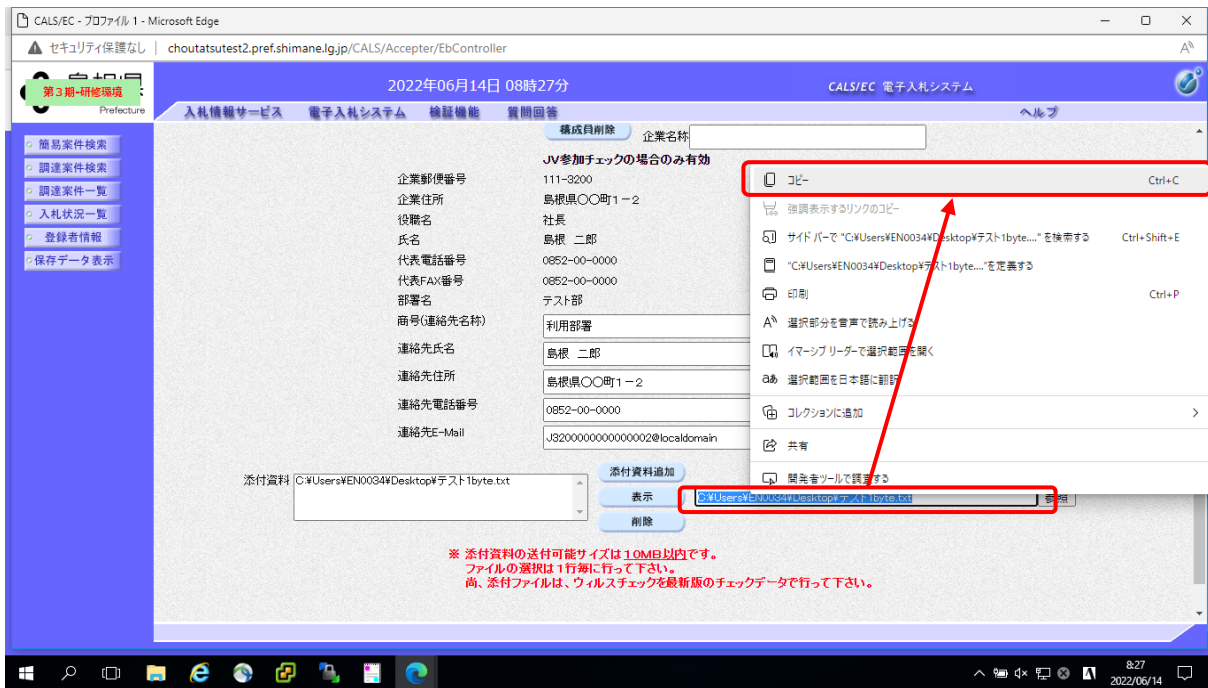 CALS/EC - プロファイル 1 - Microsoft Edge
セキュリティ保護なし | choutatsutest2.pref.shimane.lg.jp/CALS/Accepter/EbController
第3期-研修環境
Prefecture
2022年06月14日 08時27分
CALS/EC 電子入札システム
入札情報サービス 電子入札システム 検証機能 質問回答 ヘルプ
簡易案件検索
調達案件検索
調達案件一覧
入札状況一覧
登録者情報
保存データ表示
構成員削除 企業名称
JV参加チェックの場合のみ有効
企業郵便番号 111-3200
企業住所 島根県○○町1-2
役職名 社長
氏名 島根 二郎
代表電話番号 0852-00-0000
代表FAX番号 0852-00-0000
部署名 テスト部
商号(連絡先名称) 利用部署
連絡先氏名 島根 二郎
連絡先住所 島根県○○町1-2
連絡先電話番号 0852-00-0000
連絡先E-Mail J3200000000000002@localdomain
コピー Ctrl+C
強調表示するリンクのコピー
サイド バーで "C:¥Users¥EN0034¥Desktop¥テスト1byte...." を検索する Ctrl+Shift+E
"C:¥Users¥EN0034¥Desktop¥テスト1byte...."を定義する
印刷 Ctrl+P
選択部分を音声で読み上げる
イマーシブ リーダーで選択範囲を開く
選択範囲を日本語に翻訳
コレクションに追加
共有
開発者ツールで調査する
添付資料 C:¥Users¥EN0034¥Desktop¥テスト1byte.txt
添付資料追加
表示
C:¥Users¥EN0034¥Desktop¥テスト1byte.txt 参照
削除
※ 添付資料の送付可能サイズは10MB以内です。
ファイルの選択は1行毎に行って下さい。
尚、添付ファイルは、ウィルスチェックを最新版のチェックデータで行って下さい。
8:27
2022/06/14